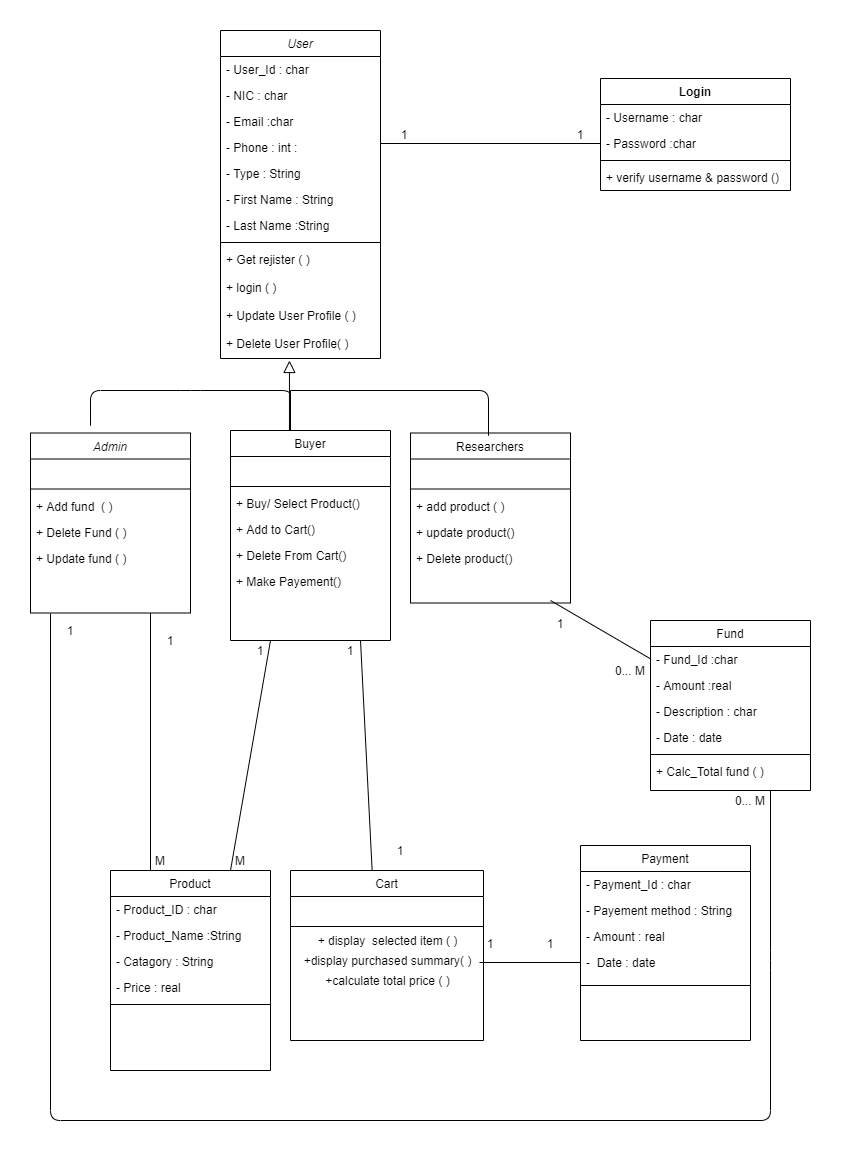 User
- User_Id : char
- NIC : char
- Email :char
- Phone : int :
- Type : String
- First Name : String
- Last Name :String
+ Get rejister ( )
+ login ( )
+ Update User Profile ( )
+ Delete User Profile( )
1
1
Login
- Username : char
- Password :char
+ verify username & password ()
Admin
+ Add fund  ( )
+ Delete Fund ( )
+ Update fund ( )
Buyer
+ Buy/ Select Product()
+ Add to Cart()
+ Delete From Cart()
+ Make Payement()
Researchers
+ add product ( )
+ update product()
+ Delete product()
1
1
1
1
1
0... M
Fund
- Fund_Id :char
- Amount :real
- Description : char
- Date : date
+ Calc_Total fund ( )
0... M
M
M
1
Product
- Product_ID : char
- Product_Name :String
- Catagory : String
- Price : real
Cart
+ display  selected item ( )
+display purchased summary( )
+calculate total price ( )
1
1
Payment
- Payment_Id : char
- Payement method : String
- Amount : real
-  Date : date